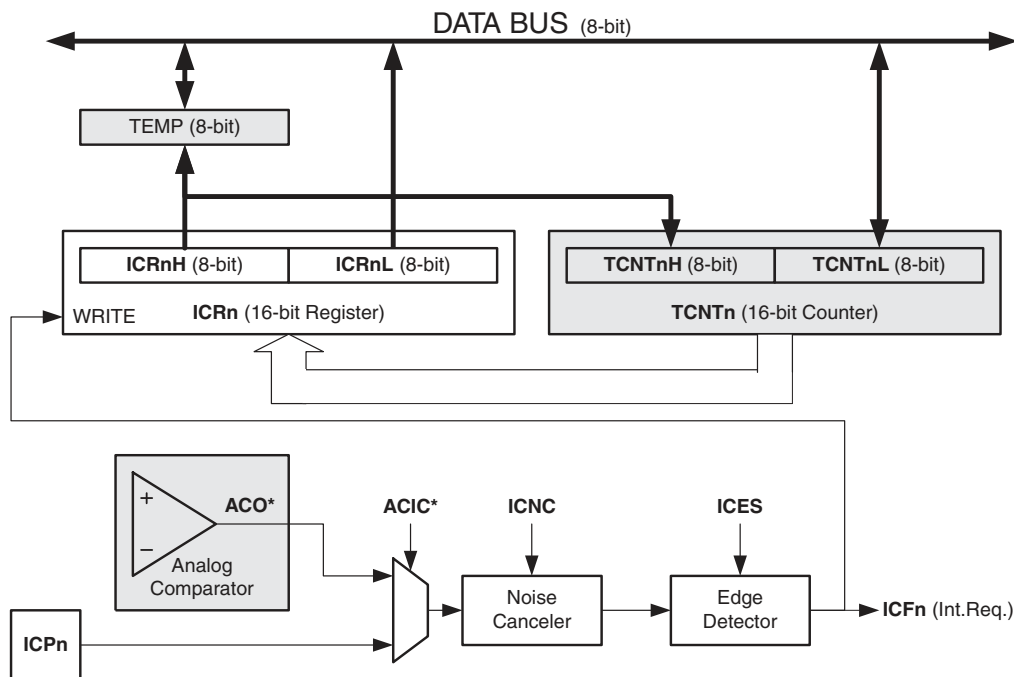 DATA BUS (8-bit)
TEMP (8-bit)
ICRnH (8-bit)
ICRnL (8-bit)
WRITE
ICRn (16-bit Register)
TCNTnH (8-bit)
TCNTnL (8-bit)
TCNTn (16-bit Counter)
+
−
ACO*
Analog
Comparator
ACIC*
ICNC
ICES
ICPn
Noise
Canceler
Edge
Detector
ICFn (Int.Req.)